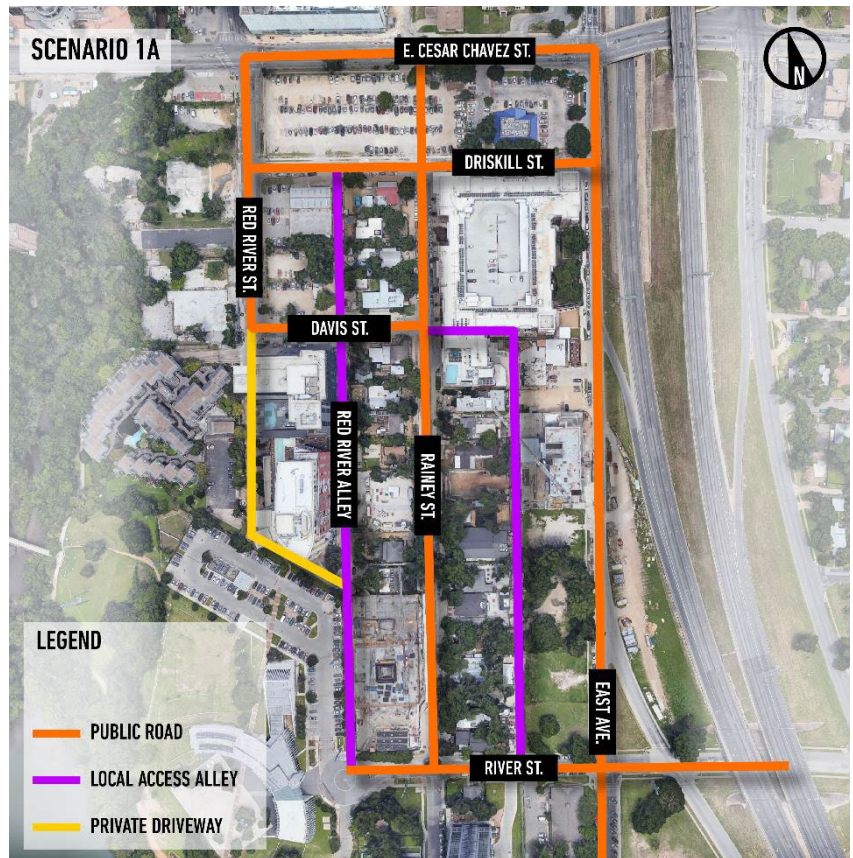 SCENARIO 1A
E. CESAR CHAVEZ ST.
N
DRISKILL ST.
RED RIVER ST.
DAVIS ST.
RED RIVER ALLEY
RAINEY ST.
EAST AVE.
RIVER ST.
LEGEND
PUBLIC ROAD
LOCAL ACCESS ALLEY
PRIVATE DRIVEWAY